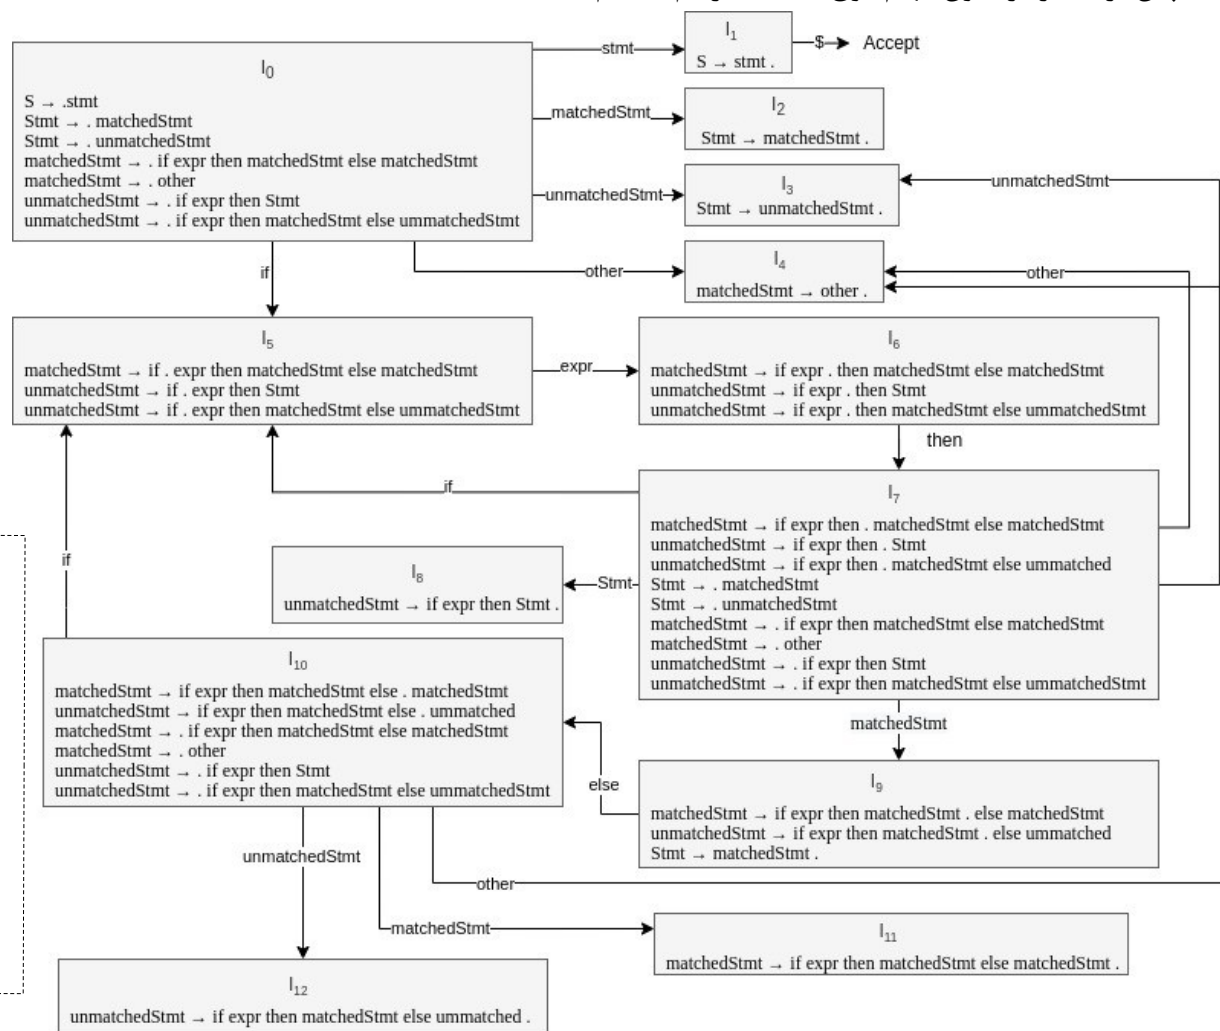 stmt
I1
S → stmt .
$
Accept
I0
S → .stmt
Stmt → . matchedStmt
Stmt → . unmatchedStmt
matchedStmt → . if expr then matchedStmt else matchedStmt
matchedStmt → . other
unmatchedStmt → . if expr then Stmt
unmatchedStmt → . if expr then matchedStmt else ummatchedStmt
matchedStmt
I2
Stmt → matchedStmt .
unmatchedStmt
I3
Stmt → unmatchedStmt .
unmatchedStmt
if
other
I4
matchedStmt → other .
other
I5
matchedStmt → if . expr then matchedStmt else matchedStmt
unmatchedStmt → if . expr then Stmt
unmatchedStmt → if . expr then matchedStmt else ummatchedStmt
expr
I6
matchedStmt → if expr . then matchedStmt else matchedStmt
unmatchedStmt → if expr . then Stmt
unmatchedStmt → if expr . then matchedStmt else ummatchedStmt
then
if
I7
matchedStmt → if expr then . matchedStmt else matchedStmt
unmatchedStmt → if expr then . Stmt
unmatchedStmt → if expr then . matchedStmt else ummatched
Stmt → . matchedStmt
Stmt → . unmatchedStmt
matchedStmt → . if expr then matchedStmt else matchedStmt
matchedStmt → . other
unmatchedStmt → . if expr then Stmt
unmatchedStmt → . if expr then matchedStmt else ummatchedStmt
if
I8
unmatchedStmt → if expr then Stmt .
Stmt
I10
matchedStmt → if expr then matchedStmt else . matchedStmt
unmatchedStmt → if expr then matchedStmt else . ummatched
matchedStmt → . if expr then matchedStmt else matchedStmt
matchedStmt → . other
unmatchedStmt → . if expr then Stmt
unmatchedStmt → . if expr then matchedStmt else ummatchedStmt
matchedStmt
else
I9
matchedStmt → if expr then matchedStmt . else matchedStmt
unmatchedStmt → if expr then matchedStmt . else ummatched
Stmt → matchedStmt .
unmatchedStmt
other
matchedStmt
I11
matchedStmt → if expr then matchedStmt else matchedStmt .
I12
unmatchedStmt → if expr then matchedStmt else ummatched .